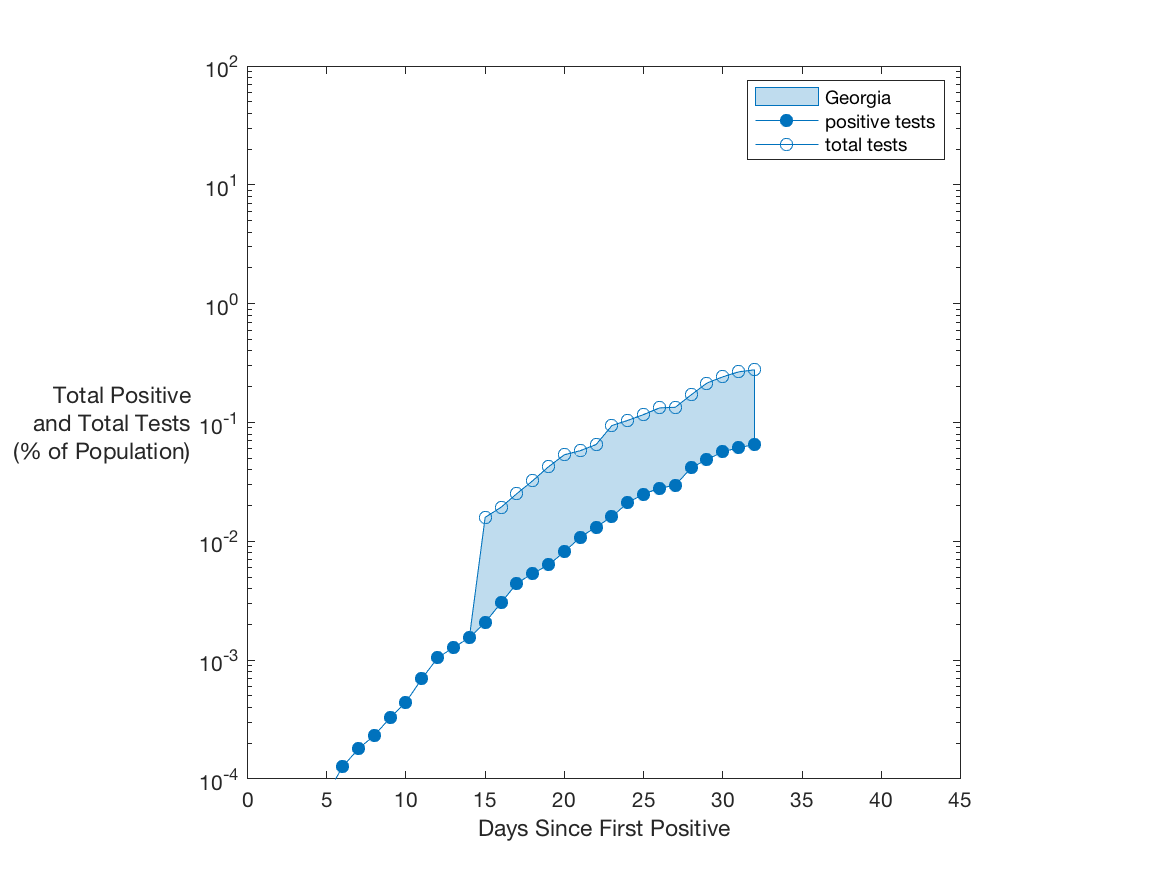 10^2
10^1
10^0
10^-1
10^-2
10^-3
10^-4
Total Positive
and Total Tests
(% of Population)
Georgia
positive tests
total tests
0 5 10 15 20 25 30 35 40 45
Days Since First Positive